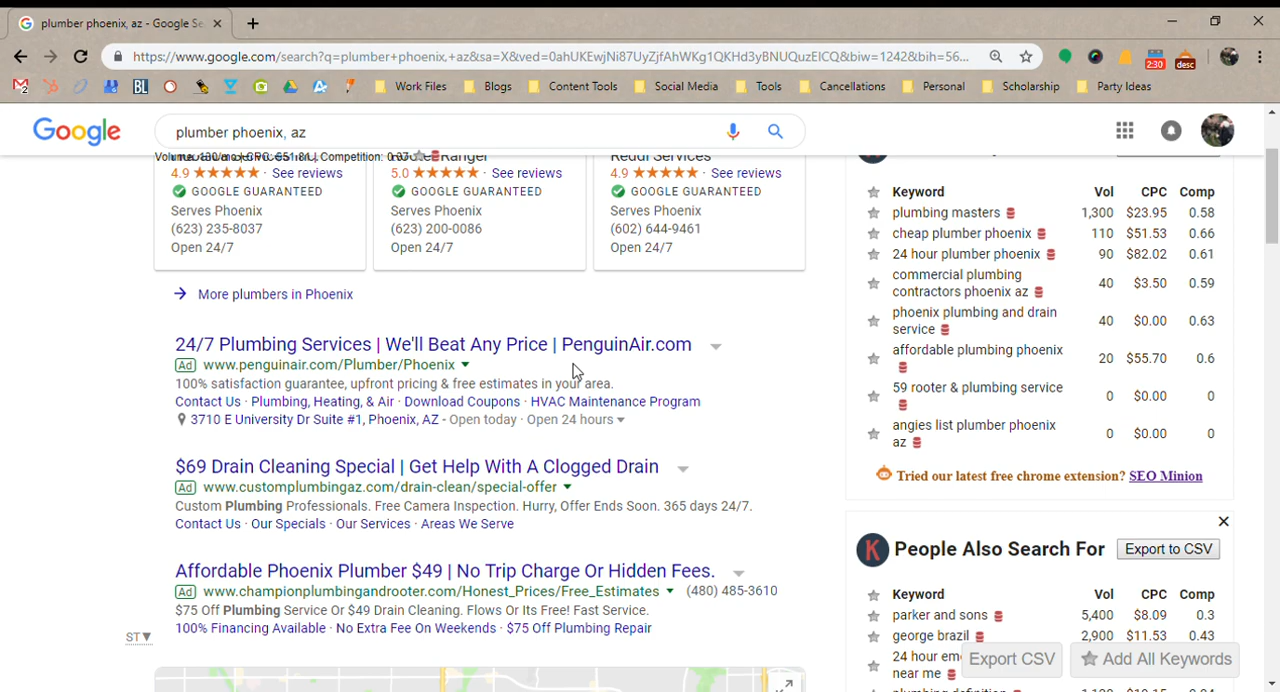 plumber phoenix, az - Google Se
https://www.google.com/search?q=plumber+phoenix,+az&sa=X&ved=0ahUKEwjNi87UyZjfAhWKg1QKHd3yBNUQuzEICQ&biw=1242&bih=56...
2:30
desc
BL
Work Files
Blogs
Content Tools
Social Media
Tools
Cancellations
Personal
Scholarship
Party Ideas
Google
plumber phoenix, az
Competition: 0.37
Ranger
Reddi Services
4.9 · See reviews
5.0 · See reviews
4.9 · See reviews
GOOGLE GUARANTEED
GOOGLE GUARANTEED
GOOGLE GUARANTEED
Serves Phoenix
Serves Phoenix
Serves Phoenix
(623) 235-8037
(623) 200-0086
(602) 644-9461
Open 24/7
Open 24/7
Open 24/7
More plumbers in Phoenix
24/7 Plumbing Services | We'll Beat Any Price | PenguinAir.com
Ad www.penguinair.com/Plumber/Phoenix
100% satisfaction guarantee, upfront pricing & free estimates in your area.
Contact Us · Plumbing, Heating, & Air · Download Coupons · HVAC Maintenance Program
3710 E University Dr Suite #1, Phoenix, AZ - Open today · Open 24 hours
$69 Drain Cleaning Special | Get Help With A Clogged Drain
Ad www.customplumbingaz.com/drain-clean/special-offer
Custom Plumbing Professionals. Free Camera Inspection. Hurry, Offer Ends Soon. 365 days 24/7.
Contact Us · Our Specials · Our Services · Areas We Serve
Affordable Phoenix Plumber $49 | No Trip Charge Or Hidden Fees.
Ad www.championplumbingandrooter.com/Honest_Prices/Free_Estimates (480) 485-3610
$75 Off Plumbing Service Or $49 Drain Cleaning. Flows Or Its Free! Fast Service.
100% Financing Available · No Extra Fee On Weekends · $75 Off Plumbing Repair
ST▼
Keyword Vol CPC Comp
plumbing masters 1,300 $23.95 0.58
cheap plumber phoenix 110 $51.53 0.66
24 hour plumber phoenix 90 $82.02 0.61
commercial plumbing
contractors phoenix az 40 $3.50 0.59
phoenix plumbing and drain
service 40 $0.00 0.63
affordable plumbing phoenix 20 $55.70 0.6
59 rooter & plumbing service 0 $0.00 0
angies list plumber phoenix
az 0 $0.00 0
Tried our latest free chrome extension? SEO Minion
K People Also Search For Export to CSV
Keyword Vol CPC Comp
parker and sons 5,400 $8.09 0.3
george brazil 2,900 $11.53 0.43
24 hour em
near me
Export CSV
Add All Keywords